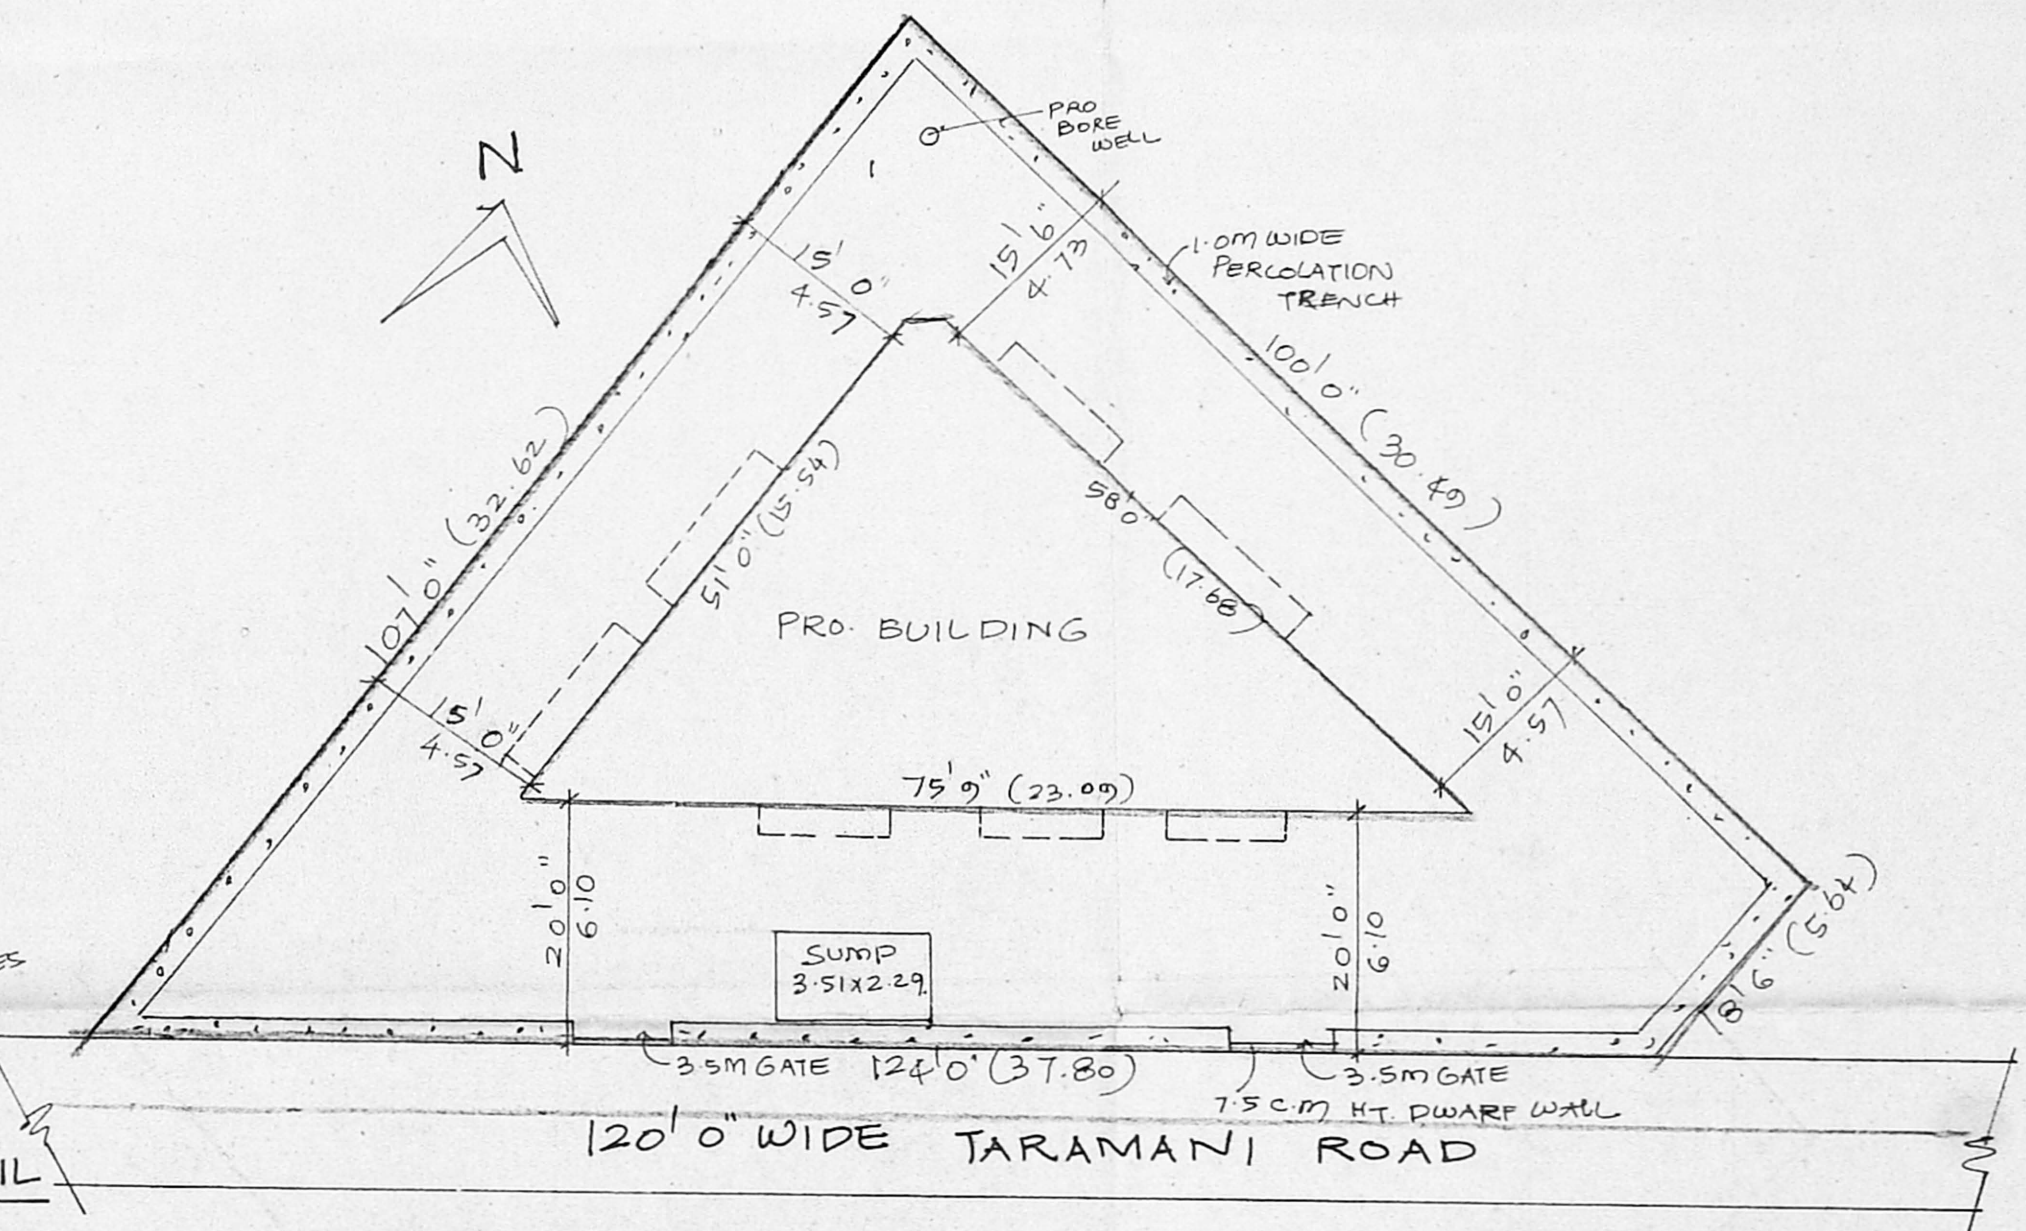 N
PRO
BORE
WELL
1.0M WIDE
PERCOLATION
TRENCH
15' 0"
4.57
15' 6"
4.73
100' 0" (30.49)
107' 0" (32.62)
51' 0" (15.54)
58' 0"
(17.68)
PRO. BUILDING
15' 0"
4.57
15' 0"
4.57
75' 9" (23.09)
20' 0"
6.10
20' 0"
6.10
SUMP
3.51x2.29.
18' 6" (5.64)
3.5M GATE
124' 0" (37.80)
3.5M GATE
7.5 C.M HT. DWARF WALL
120' 0" WIDE TARAMANI ROAD